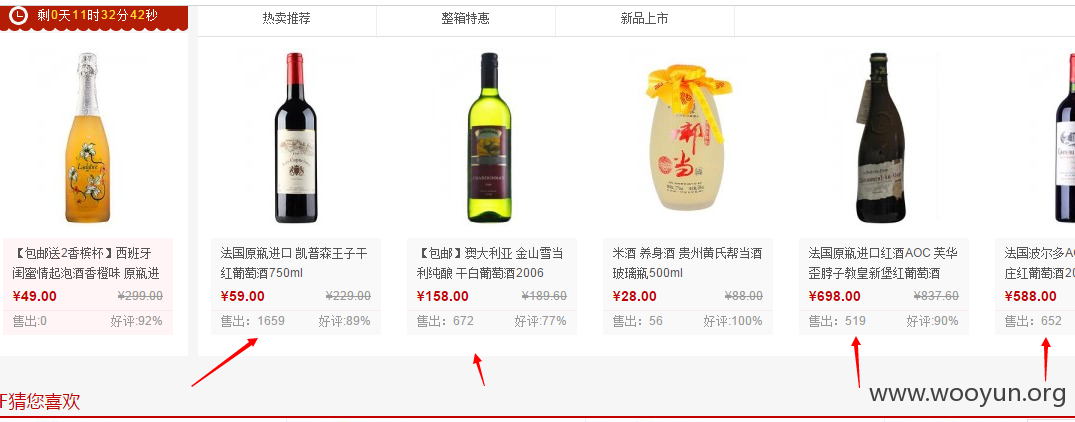 剩0天11时32分42秒
热卖推荐 整箱特惠 新品上市
【包邮送2香槟杯】西班牙
闺蜜情起泡酒香橙味 原瓶进
¥49.00 ¥299.00
售出:0 好评:92%
法国原瓶进口 凯普森王子干
红葡萄酒750ml
¥59.00 ¥229.00
售出: 1659 好评:89%
【包邮】澳大利亚 金山雪当
利纯酿 干白葡萄酒2006
¥158.00 ¥189.60
售出: 672 好评:77%
米酒 养身酒 贵州黄氏帮当酒
玻璃瓶500ml
¥28.00 ¥88.00
售出: 56 好评:100%
法国原瓶进口红酒AOC 芙华
歪脖子教皇新堡红葡萄酒
¥698.00 ¥837.60
售出: 519 好评:90%
法国波尔多AO
庄红葡萄酒20
¥588.00
售出: 652
F猜您喜欢
www.wooyun.org